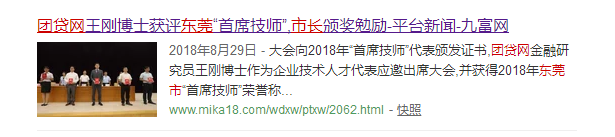 团贷网王刚博士获评东莞“首席技师”,市长颁奖勉励-平台新闻-九富网
2018年8月29日 - 大会向2018年“首席技师”代表颁发证书,团贷网金融研
究员王刚博士作为企业技术人才代表应邀出席大会,并获得2018年东莞
市“首席技师”荣誉称...
www.mika18.com/wdxw/ptxw/2062.html - 快照